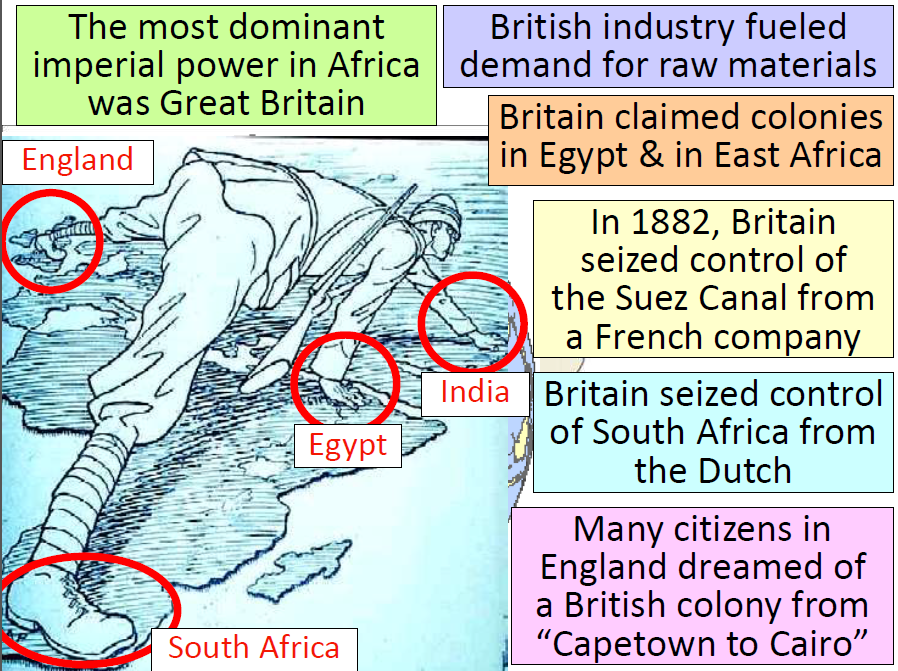 The most dominant
imperial power in Africa
was Great Britain
British industry fueled
demand for raw materials
Britain claimed colonies
in Egypt & in East Africa
England
In 1882, Britain
seized control of
the Suez Canal from
a French company
India
Egypt
Britain seized control
of South Africa from
the Dutch
Many citizens in
England dreamed of
a British colony from
“Capetown to Cairo”
South Africa